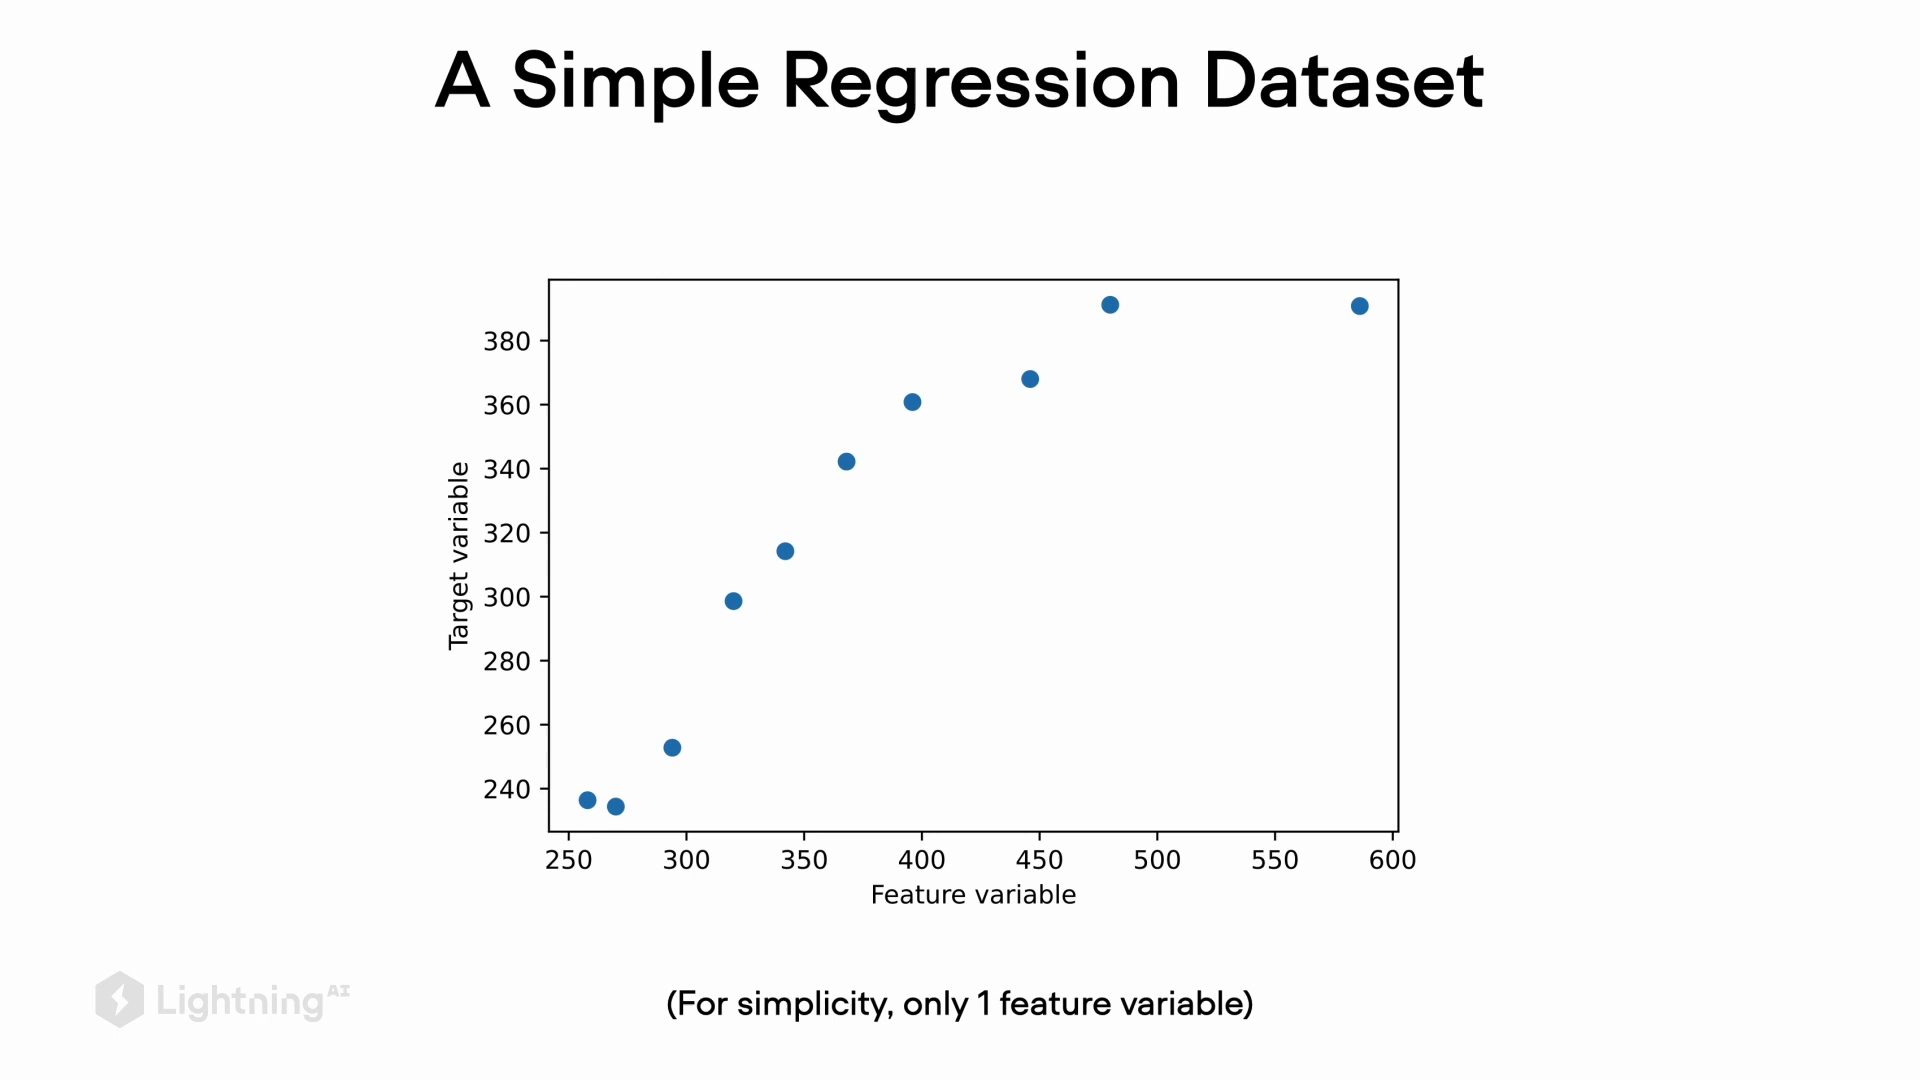 A Simple Regression Dataset
380
360
340
320
300
280
260
240
Target variable
250 300 350 400 450 500 550 600
Feature variable
(For simplicity, only 1 feature variable)
Lightning AI